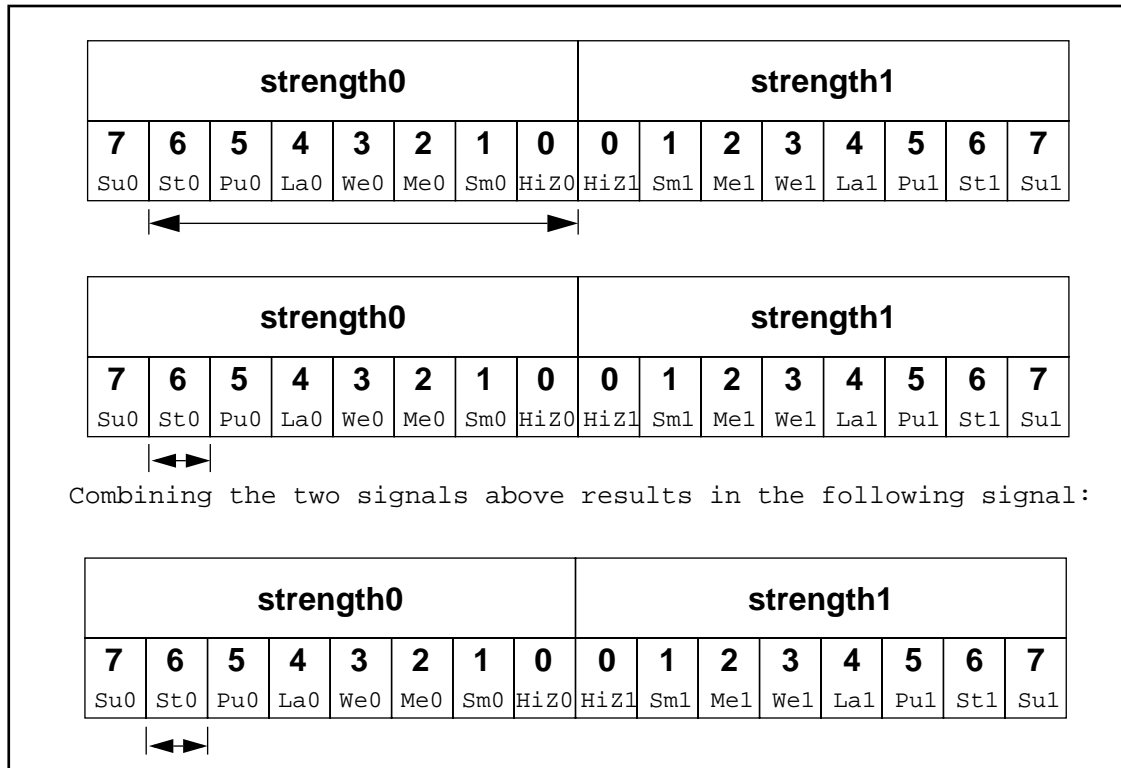 strength0 strength1
7 6 5 4 3 2 1 0 0 1 2 3 4 5 6 7
Su0 St0 Pu0 La0 We0 Me0 Sm0 HiZ0 HiZ1 Sm1 Me1 We1 La1 Pu1 St1 Su1
strength0 strength1
7 6 5 4 3 2 1 0 0 1 2 3 4 5 6 7
Su0 St0 Pu0 La0 We0 Me0 Sm0 HiZ0 HiZ1 Sm1 Me1 We1 La1 Pu1 St1 Su1
Combining the two signals above results in the following signal:
strength0 strength1
7 6 5 4 3 2 1 0 0 1 2 3 4 5 6 7
Su0 St0 Pu0 La0 We0 Me0 Sm0 HiZ0 HiZ1 Sm1 Me1 We1 La1 Pu1 St1 Su1